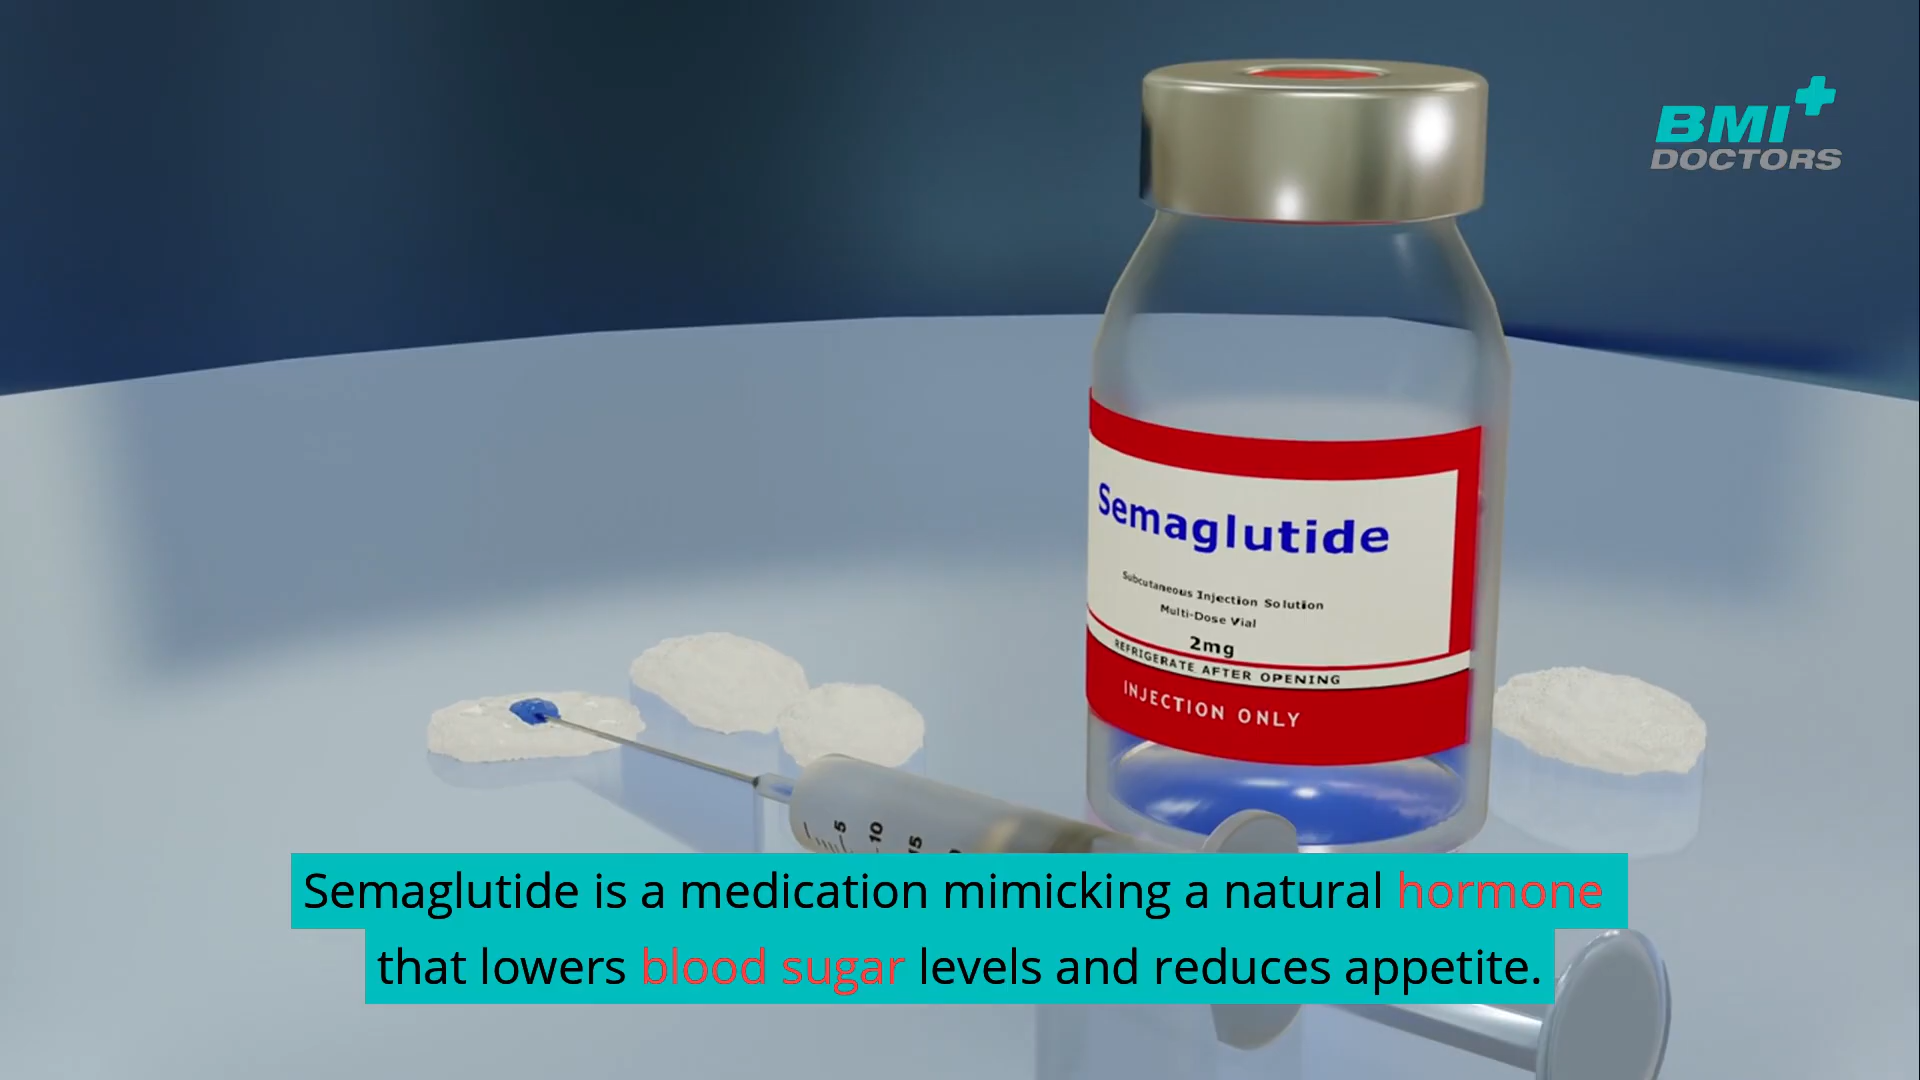 BMI
DOCTORS
Semaglutide
Subcutaneous Injection Solution
Multi-Dose Vial
2mg
REFRIGERATE AFTER OPENING
INJECTION ONLY
5
10
15
Semaglutide is a medication mimicking a natural hormone
that lowers blood sugar levels and reduces appetite.